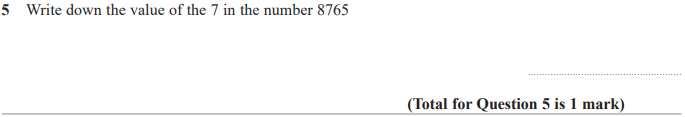 5 Write down the value of the 7 in the number 8765
(Total for Question 5 is 1 mark)